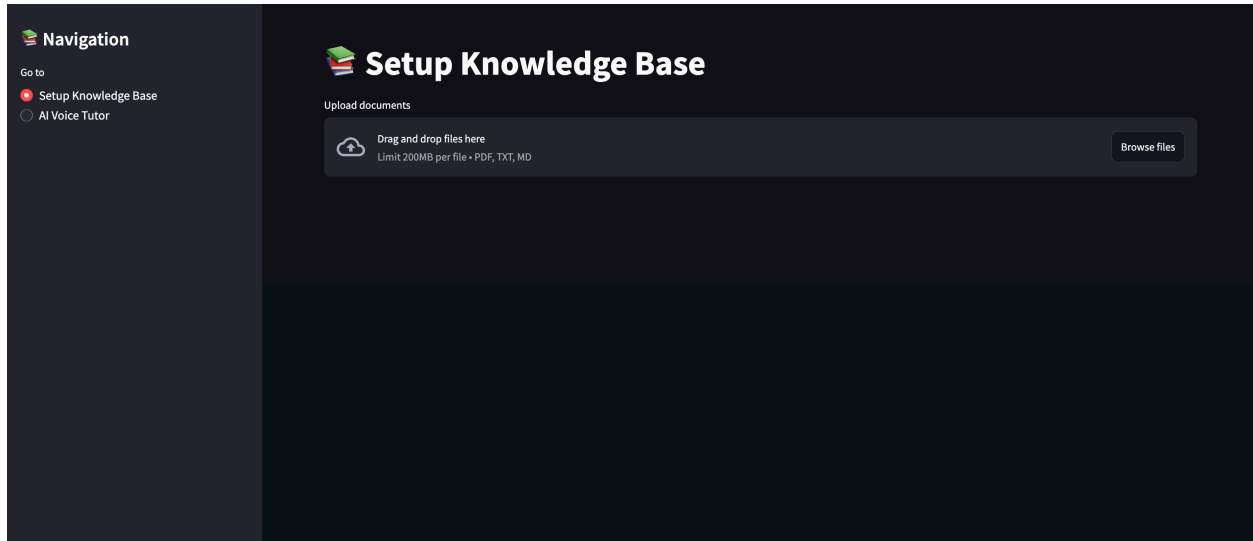 📚 Navigation
Go to
Setup Knowledge Base
AI Voice Tutor
📚 Setup Knowledge Base
Upload documents
Drag and drop files here
Limit 200MB per file • PDF, TXT, MD
Browse files